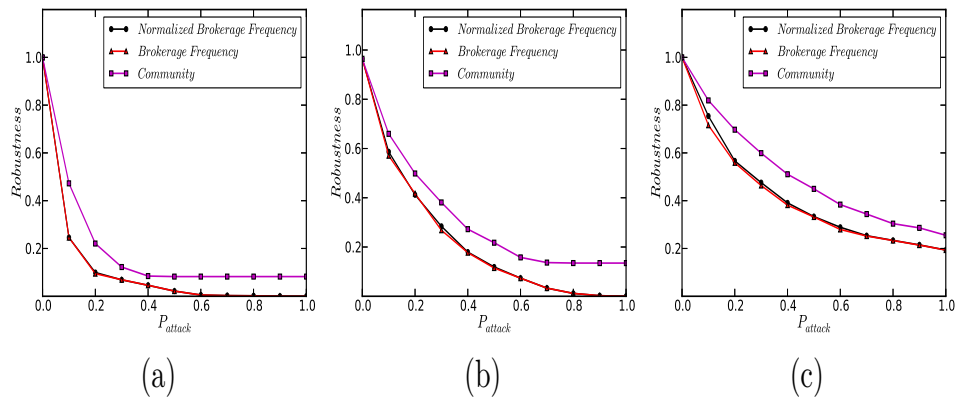 Normalized Brokerage Frequency
Brokerage Frequency
Community
1.0
0.8
0.6
0.4
0.2
Robustness
0.0 0.2 0.4 0.6 0.8 1.0
P_attack
(a)
Normalized Brokerage Frequency
Brokerage Frequency
Community
1.0
0.8
0.6
0.4
0.2
Robustness
0.0 0.2 0.4 0.6 0.8 1.0
P_attack
(b)
Normalized Brokerage Frequency
Brokerage Frequency
Community
1.0
0.8
0.6
0.4
0.2
Robustness
0.0 0.2 0.4 0.6 0.8 1.0
P_attack
(c)